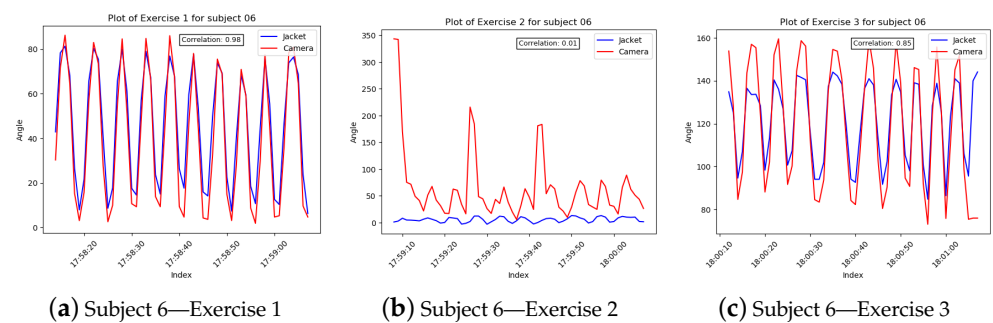 Plot of Exercise 1 for subject 06
Correlation: 0.98
Jacket
Camera
Angle
80
60
40
20
0
17:58:20
17:58:30
17:58:40
17:58:50
17:59:00
Index
(a) Subject 6—Exercise 1
Plot of Exercise 2 for subject 06
Correlation: 0.01
Jacket
Camera
Angle
350
300
250
200
150
100
50
0
17:59:10
17:59:20
17:59:30
17:59:40
17:59:50
18:00:00
Index
(b) Subject 6—Exercise 2
Plot of Exercise 3 for subject 06
Correlation: 0.85
Jacket
Camera
Angle
160
140
120
100
80
18:00:10
18:00:20
18:00:30
18:00:40
18:00:50
18:01:00
Index
(c) Subject 6—Exercise 3